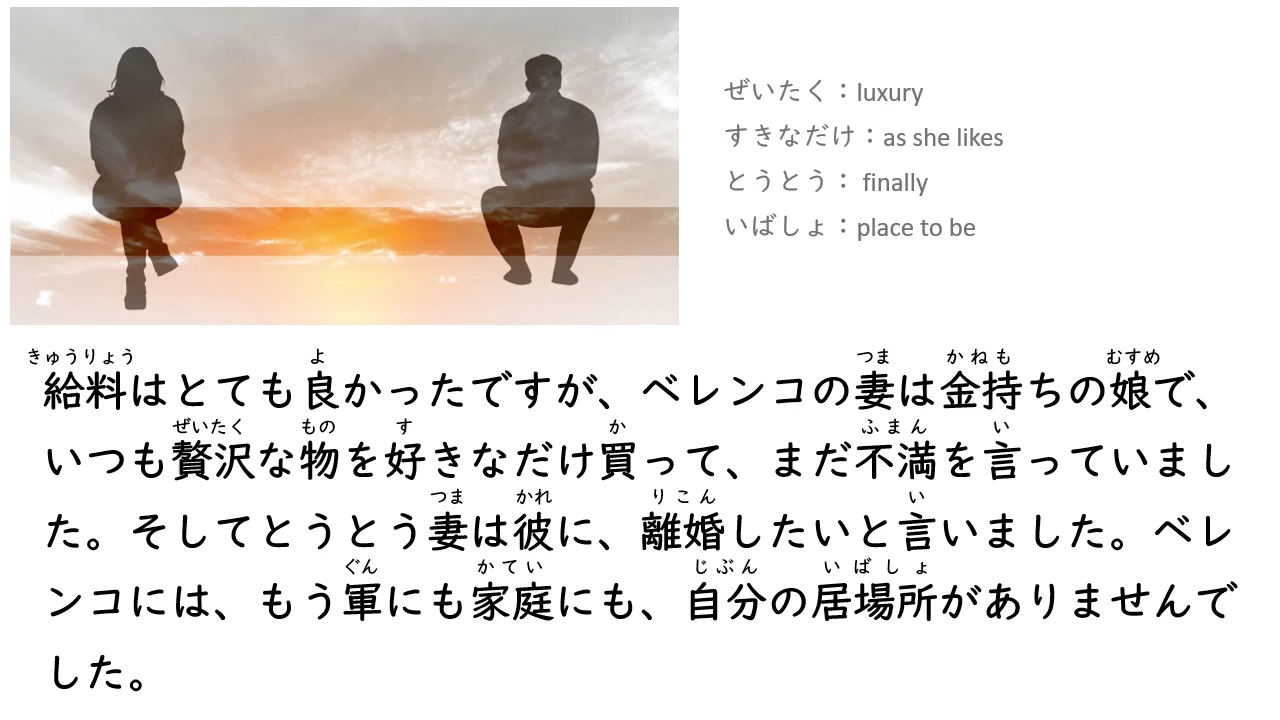 ぜいたく：luxury
すきなだけ：as she likes
とうとう： finally
いばしょ：place to be
きゅうりょう よ つま かねも むすめ
給料はとても良かったですが、ベレンコの妻は金持ちの娘で、
ぜいたく もの す か ふまん い
いつも贅沢な物を好きなだけ買って、まだ不満を言っていまし
つま かれ りこん い
た。そしてとうとう妻は彼に、離婚したいと言いました。ベレ
ぐん かてい じぶん いばしょ
ンコには、もう軍にも家庭にも、自分の居場所がありませんで
した。